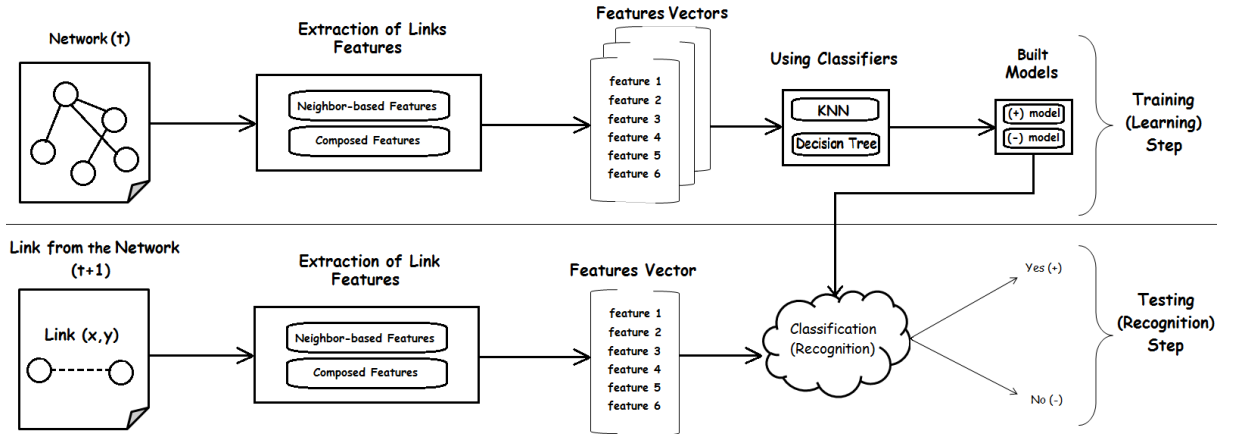 Network (t)
Extraction of Links
Features
Neighbor-based Features
Composed Features
Features Vectors
feature 1
feature 2
feature 3
feature 4
feature 5
feature 6
Using Classifiers
KNN
Decision Tree
Built
Models
(+) model
(-) model
Training
(Learning)
Step
Link from the Network
(t+1)
Link (x,y)
Extraction of Link
Features
Neighbor-based Features
Composed Features
Features Vector
feature 1
feature 2
feature 3
feature 4
feature 5
feature 6
Classification
(Recognition)
Yes (+)
No (-)
Testing
(Recognition)
Step